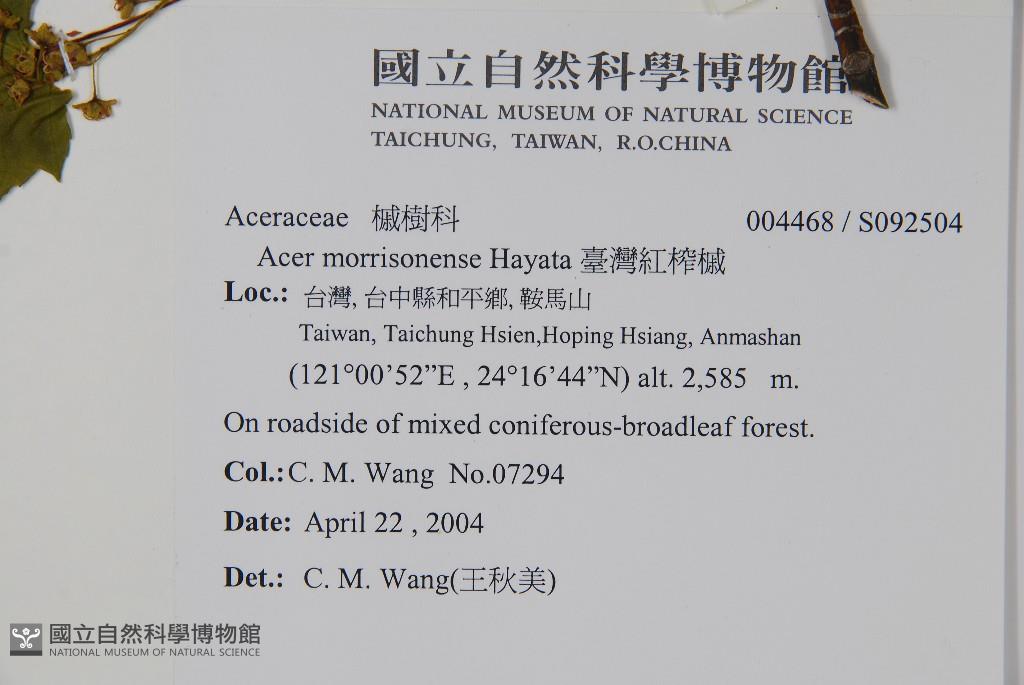 國立自然科學博物館
NATIONAL MUSEUM OF NATURAL SCIENCE
TAICHUNG, TAIWAN, R.O.CHINA
Aceraceae 槭樹科 004468 / S092504
Acer morrisonense Hayata 臺灣紅榨槭
Loc.: 台灣, 台中縣和平鄉, 鞍馬山
Taiwan, Taichung Hsien,Hoping Hsiang, Anmashan
(121°00’52”E , 24°16’44”N) alt. 2,585 m.
On roadside of mixed coniferous-broadleaf forest.
Col.: C. M. Wang No.07294
Date: April 22 , 2004
Det.: C. M. Wang(王秋美)
國立自然科學博物館
NATIONAL MUSEUM OF NATURAL SCIENCE